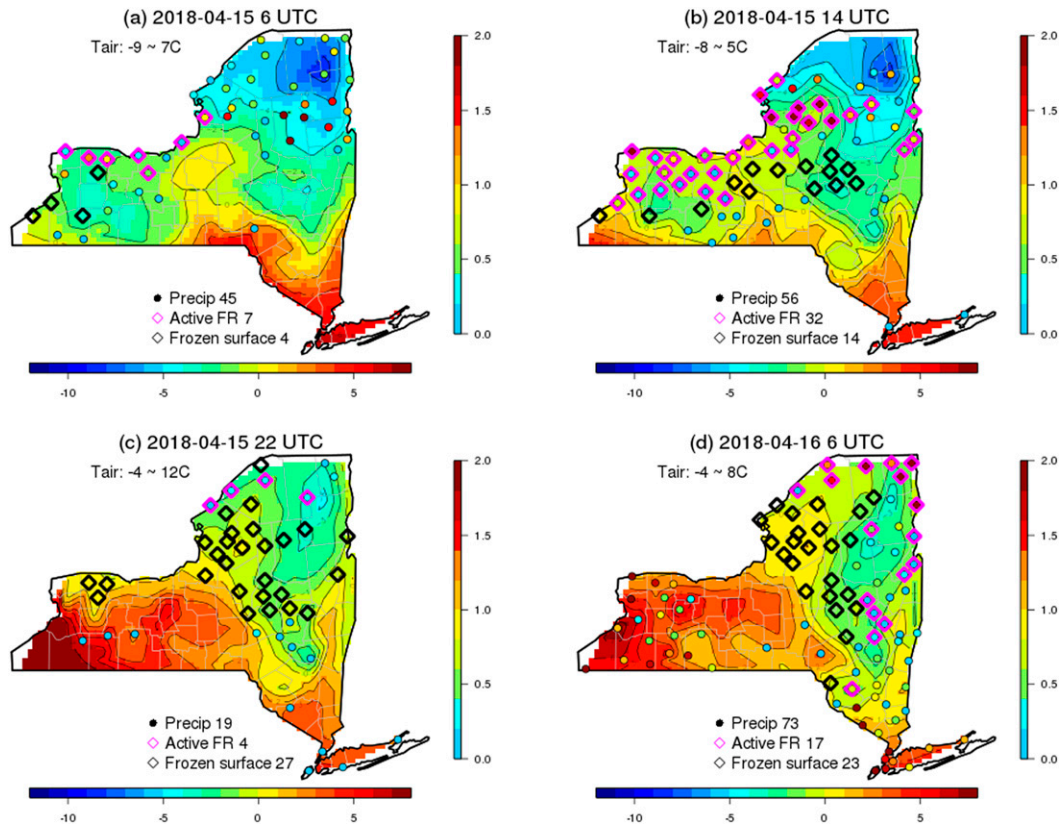 (a) 2018-04-15 6 UTC
Tair: -9 ~ 7C
Precip 45
Active FR 7
Frozen surface 4
2.0
1.5
1.0
0.5
0.0
-10 -5 0 5
(b) 2018-04-15 14 UTC
Tair: -8 ~ 5C
Precip 56
Active FR 32
Frozen surface 14
2.0
1.5
1.0
0.5
0.0
-10 -5 0 5
(c) 2018-04-15 22 UTC
Tair: -4 ~ 12C
Precip 19
Active FR 4
Frozen surface 27
2.0
1.5
1.0
0.5
0.0
-10 -5 0 5
(d) 2018-04-16 6 UTC
Tair: -4 ~ 8C
Precip 73
Active FR 17
Frozen surface 23
2.0
1.5
1.0
0.5
0.0
-10 -5 0 5